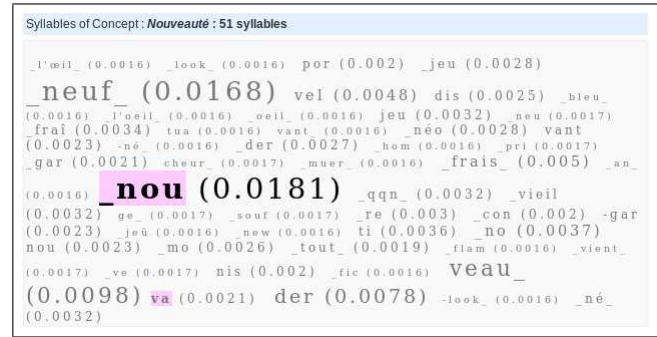 Syllables of Concept : Nouveauté : 51 syllables
_l'œil_ (0.0016) _look_ (0.0016) por (0.002) _jeu (0.0028)
_neuf_ (0.0168) vel (0.0048) dis (0.0025) _bleu_
(0.0016) _l'oeil_ (0.0016) _oeil_ (0.0016) jeu (0.0032) _neu (0.0017)
_fraî (0.0034) tua (0.0016) vant_ (0.0016) _néo (0.0028) vant
(0.0023) -né_ (0.0016) _der (0.0027) _hom (0.0016) _pri (0.0017)
_gar (0.0021) cheur_ (0.0017) _muer_ (0.0016) _frais_ (0.005) _an_
(0.0016) _nou (0.0181) _qqn_ (0.0032) _vieil
(0.0032) ge_ (0.0017) _souf (0.0017) _re (0.003) _con (0.002) -gar
(0.0023) _jeû (0.0016) _new (0.0016) ti (0.0036) _no (0.0037)
nou (0.0023) _mo (0.0026) _tout_ (0.0019) _flam (0.0016) _vient_
(0.0017) _ve (0.0017) nis (0.002) _fic (0.0016) veau_
(0.0098) va (0.0021) der (0.0078) -look_ (0.0016) _né_
(0.0032)